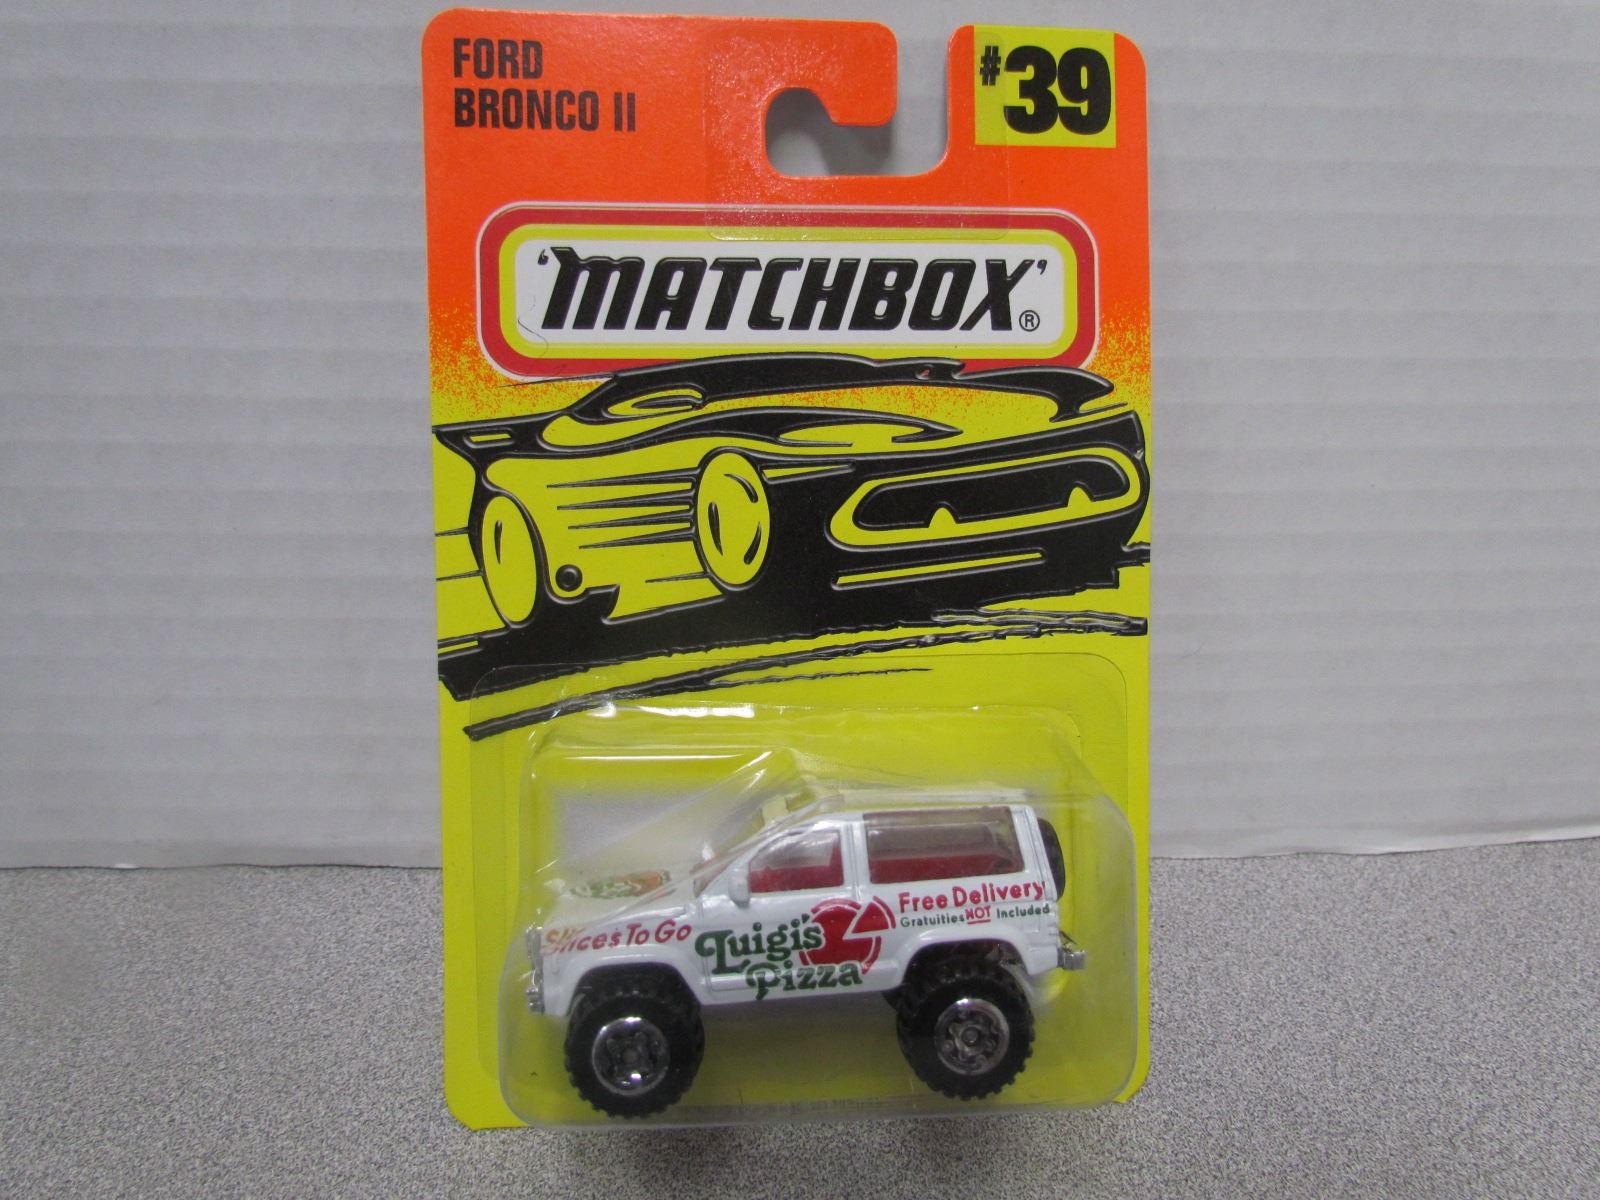 FORD
BRONCO II
#39
'MATCHBOX'®
Slices To Go
Luigi's
Pizza
Free Delivery
Gratuities NOT Included